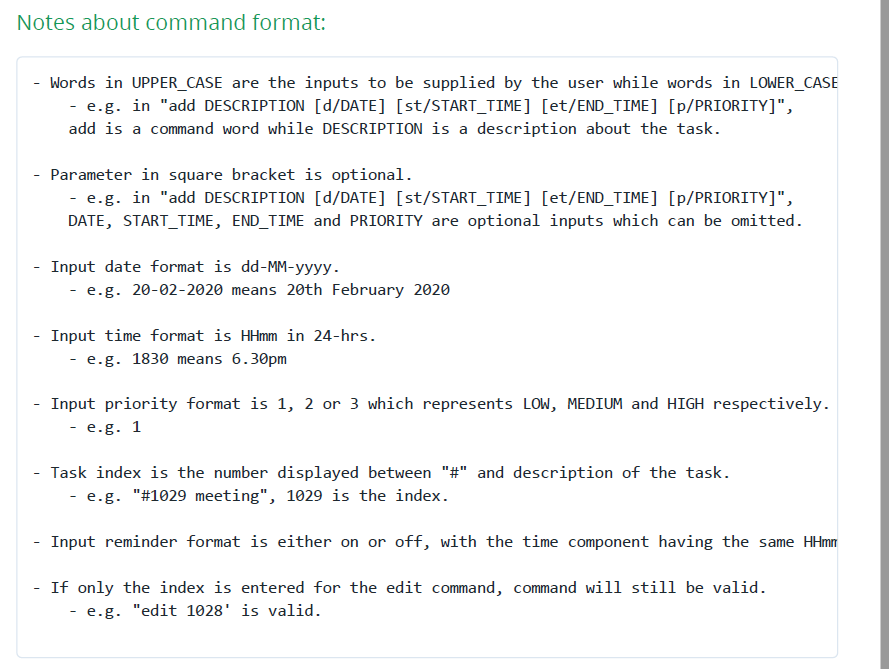 Notes about command format:
- Words in UPPER_CASE are the inputs to be supplied by the user while words in LOWER_CASE
- e.g. in "add DESCRIPTION [d/DATE] [st/START_TIME] [et/END_TIME] [p/PRIORITY]",
add is a command word while DESCRIPTION is a description about the task.
- Parameter in square bracket is optional.
- e.g. in "add DESCRIPTION [d/DATE] [st/START_TIME] [et/END_TIME] [p/PRIORITY]",
DATE, START_TIME, END_TIME and PRIORITY are optional inputs which can be omitted.
- Input date format is dd-MM-yyyy.
- e.g. 20-02-2020 means 20th February 2020
- Input time format is HHmm in 24-hrs.
- e.g. 1830 means 6.30pm
- Input priority format is 1, 2 or 3 which represents LOW, MEDIUM and HIGH respectively.
- e.g. 1
- Task index is the number displayed between "#" and description of the task.
- e.g. "#1029 meeting", 1029 is the index.
- Input reminder format is either on or off, with the time component having the same HHmm
- If only the index is entered for the edit command, command will still be valid.
- e.g. "edit 1028' is valid.